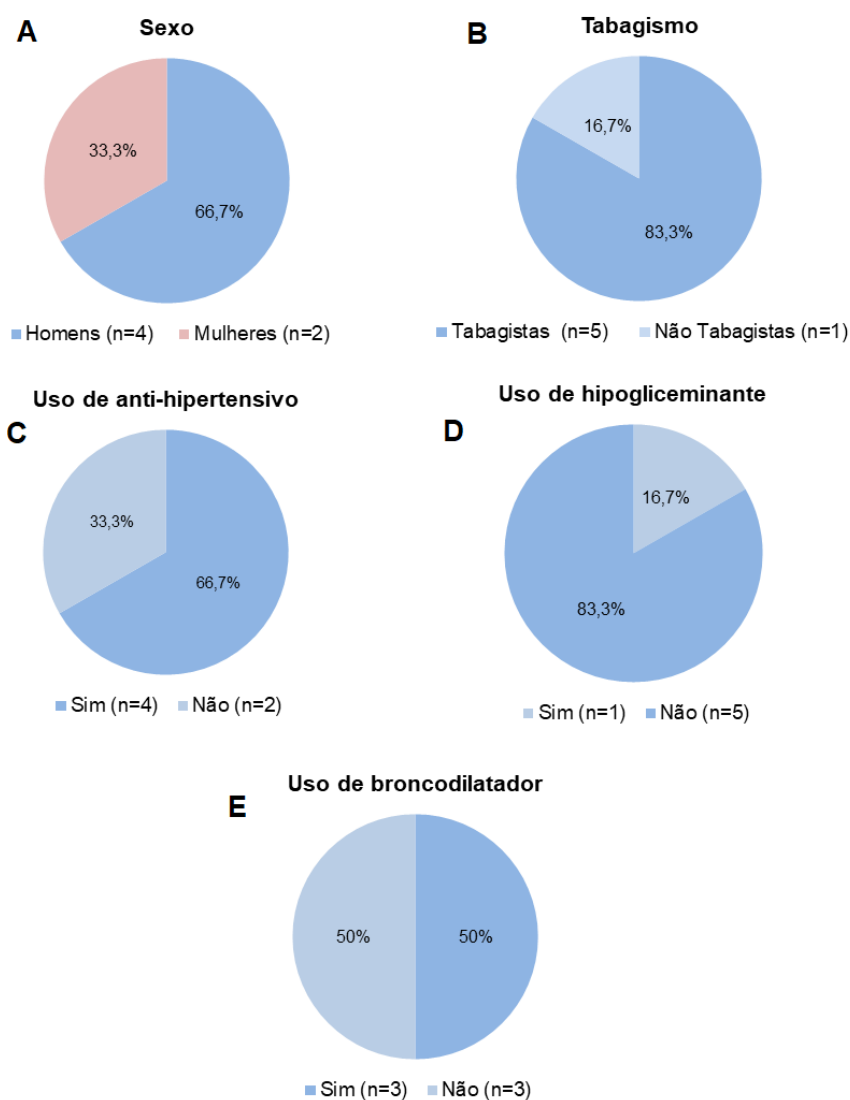 A
Sexo
33,3%
66,7%
Homens (n=4) Mulheres (n=2)
B
Tabagismo
16,7%
83,3%
Tabagistas (n=5) Não Tabagistas (n=1)
C
Uso de anti-hipertensivo
33,3%
66,7%
Sim (n=4) Não (n=2)
D
Uso de hipogliceminante
16,7%
83,3%
Sim (n=1) Não (n=5)
E
Uso de broncodilatador
50%
50%
Sim (n=3) Não (n=3)